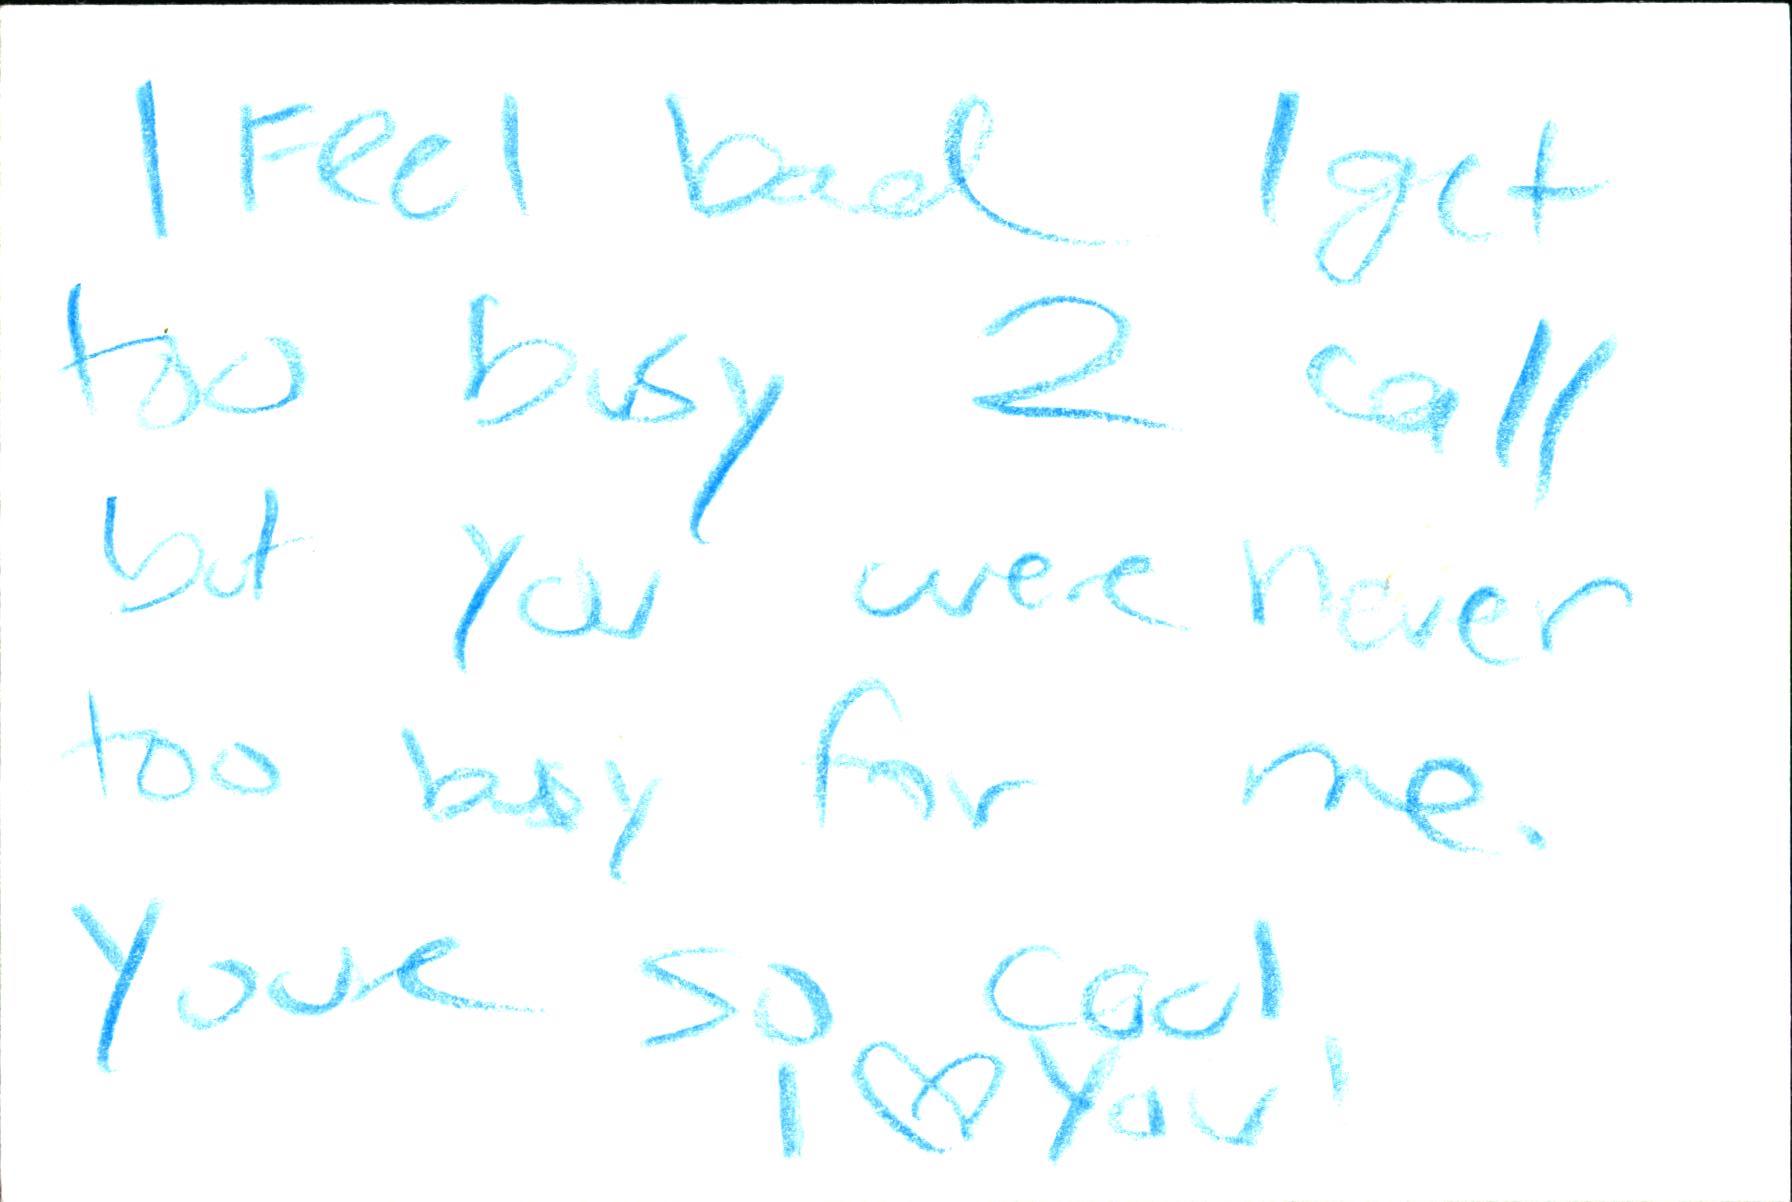 I Feel bad I get
too busy 2 call
but you were never
too busy for me.
Youre so cool
I ♡ You!